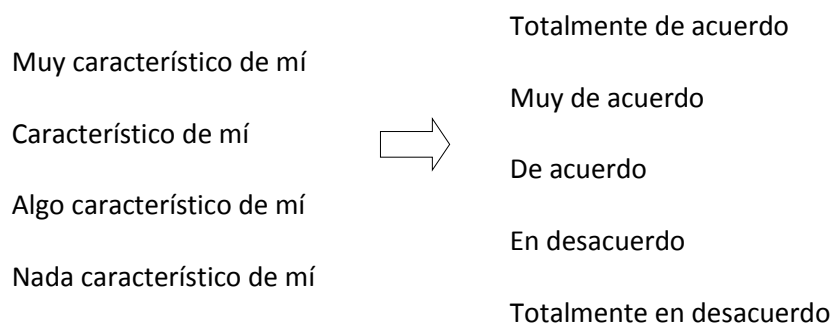 Muy característico de mí
Característico de mí
Algo característico de mí
Nada característico de mí
Totalmente de acuerdo
Muy de acuerdo
De acuerdo
En desacuerdo
Totalmente en desacuerdo